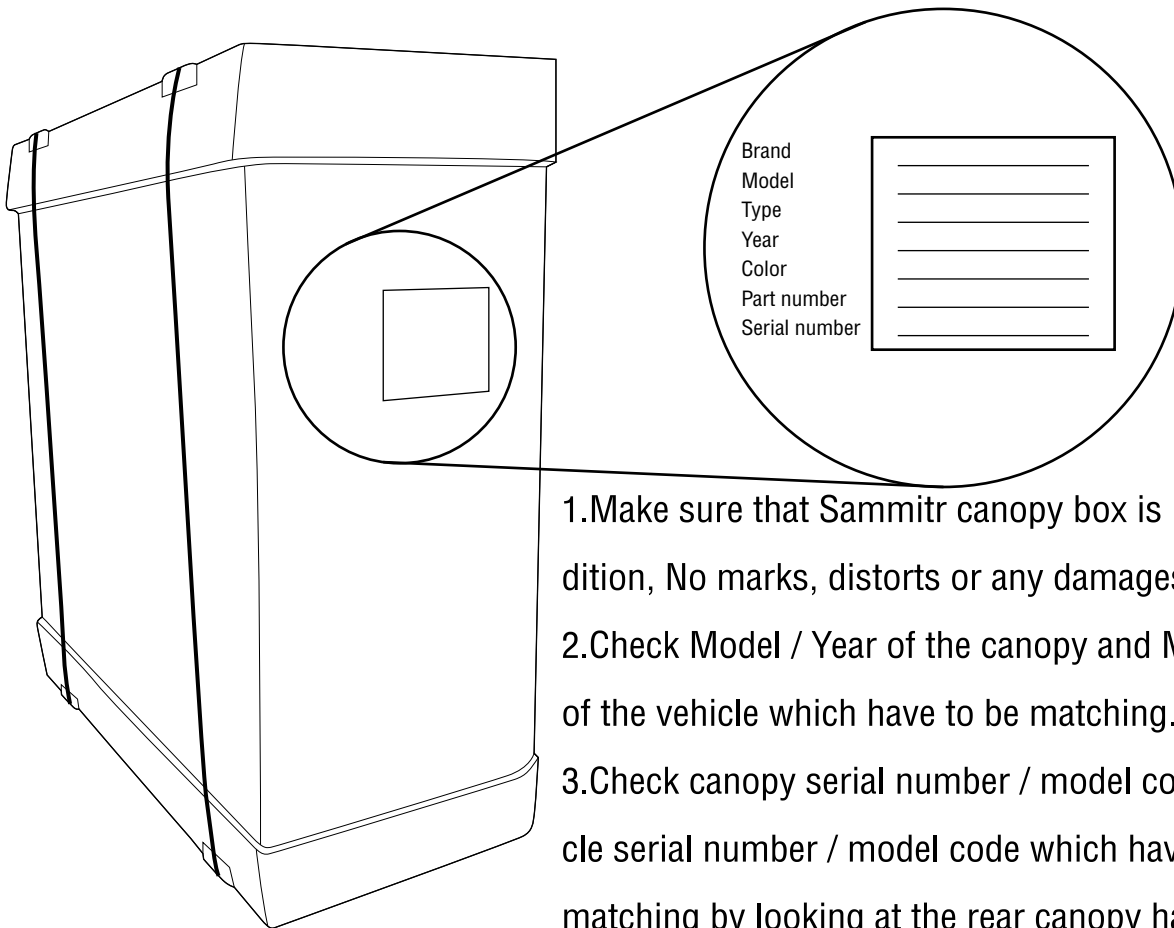 Brand
Model
Type
Year
Color
Part number
Serial number
1.Make sure that Sammitr canopy box is
dition, No marks, distorts or any damages
2.Check Model / Year of the canopy and
of the vehicle which have to be matching.
3.Check canopy serial number / model
cle serial number / model code which
matching by looking at the rear canopy